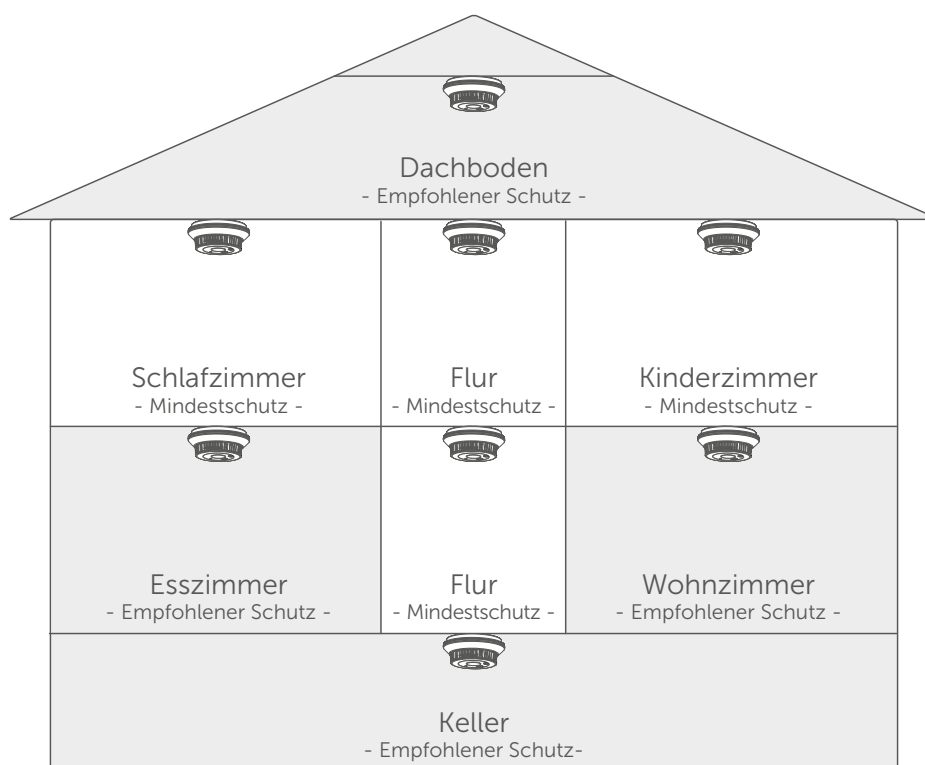 Dachboden
- Empfohlener Schutz -
Schlafzimmer
- Mindestschutz -
Flur
- Mindestschutz -
Kinderzimmer
- Mindestschutz -
Esszimmer
- Empfohlener Schutz -
Flur
- Mindestschutz -
Wohnzimmer
- Empfohlener Schutz -
Keller
- Empfohlener Schutz-